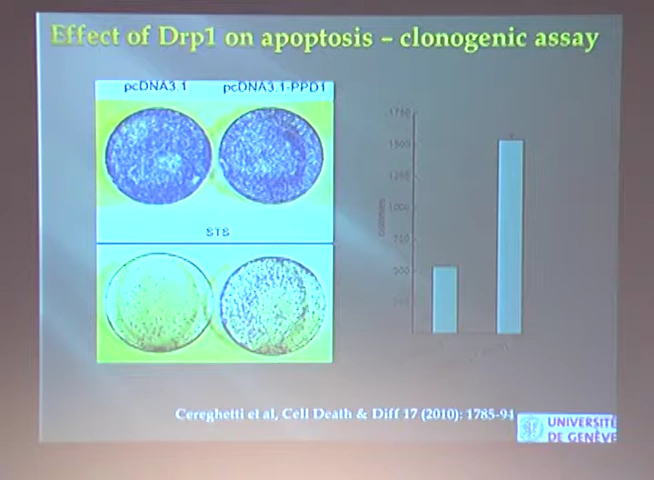 Effect of Drp1 on apoptosis – clonogenic assay
pcDNA3.1 pcDNA3.1-PPD1
STS
1750
1500
1250
1000
750
500
Cereghetti et al, Cell Death & Diff 17 (2010): 1785-94
UNIVERSITÉ
DE GENÈVE